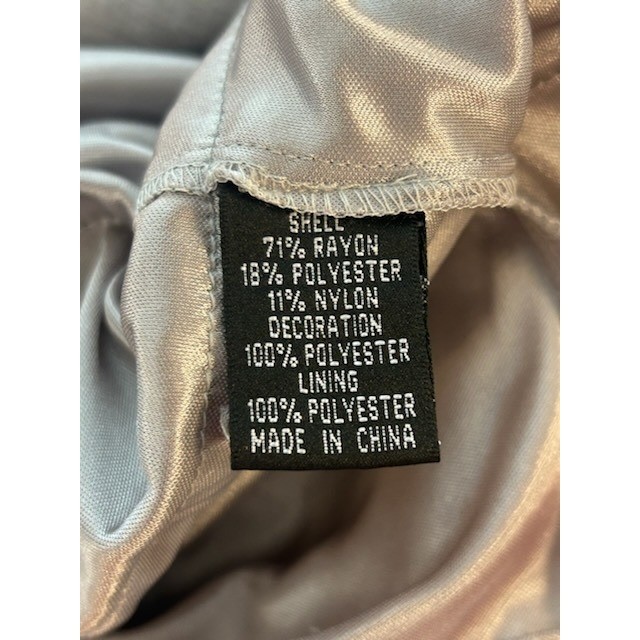 SHELL
71% RAYON
18% POLYESTER
11% NYLON
DECORATION
100% POLYESTER
LINING
100% POLYESTER
MADE IN CHINA